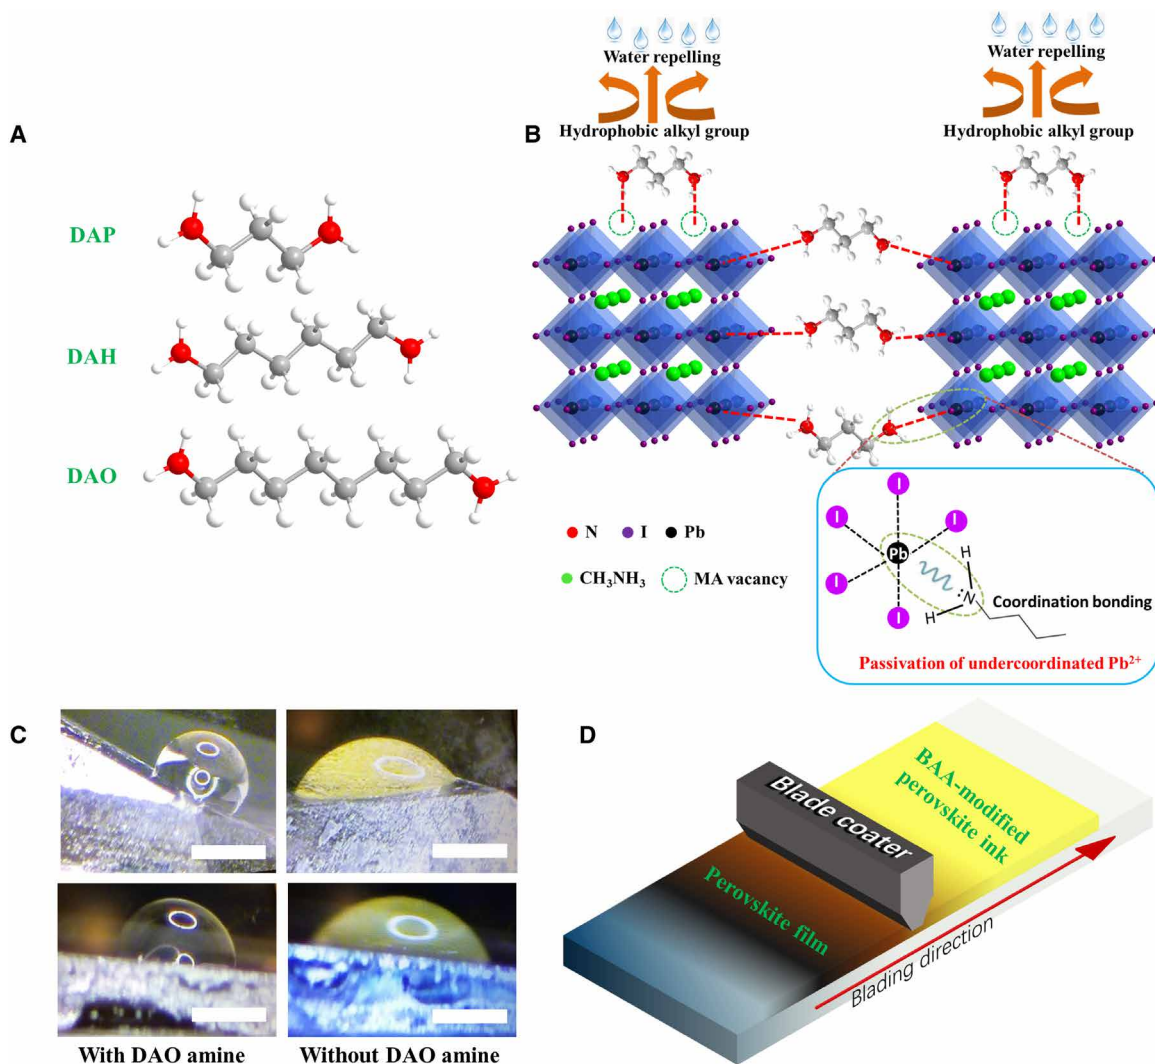 A
DAP
DAH
DAO
B
Water repelling
Hydrophobic alkyl group
Water repelling
Hydrophobic alkyl group
N
I
Pb
CH₃NH₃
MA vacancy
I
I
I
Pb
I
I
H
H
:N
Coordination bonding
Passivation of undercoordinated Pb²⁺
C
With DAO amine
Without DAO amine
D
Blade coater
BAA-modified
perovskite ink
Perovskite film
Blading direction